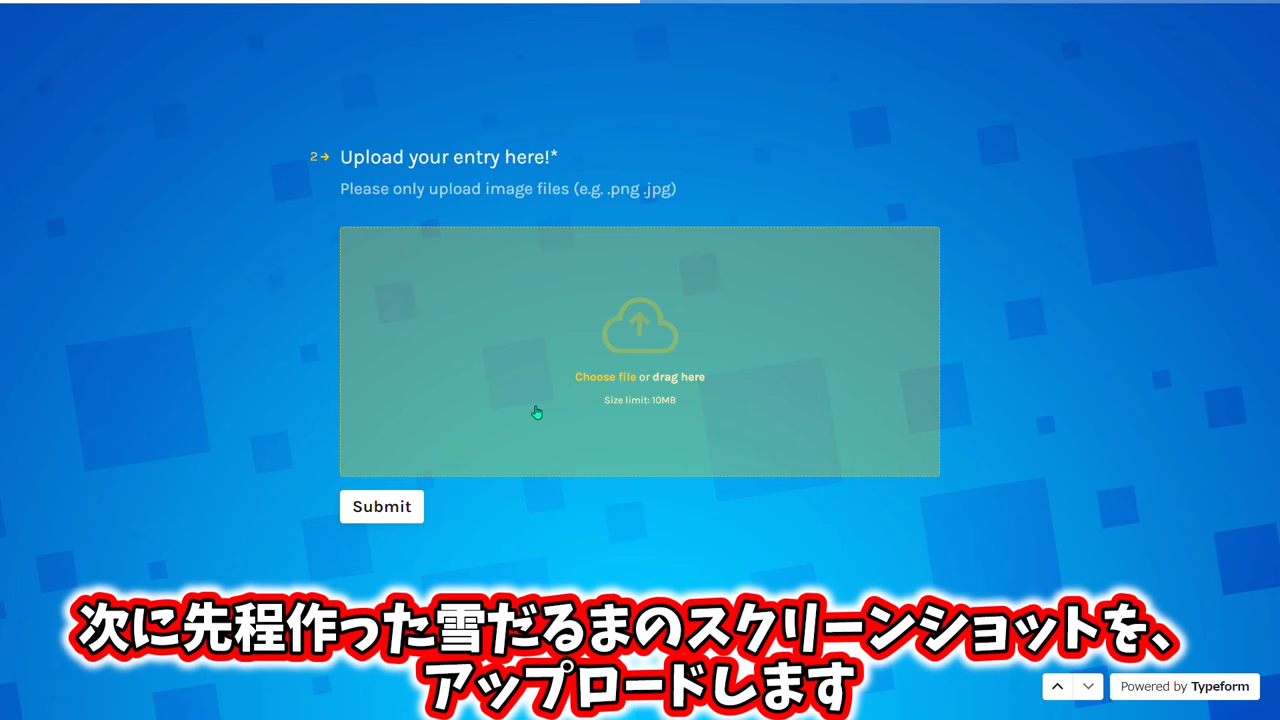 2→ Upload your entry here!*
Please only upload image files (e.g. .png .jpg)
Choose file or drag here
Size limit: 10MB
Submit
次に先程作った雪だるまのスクリーンショットを、
アップロードします
Powered by Typeform